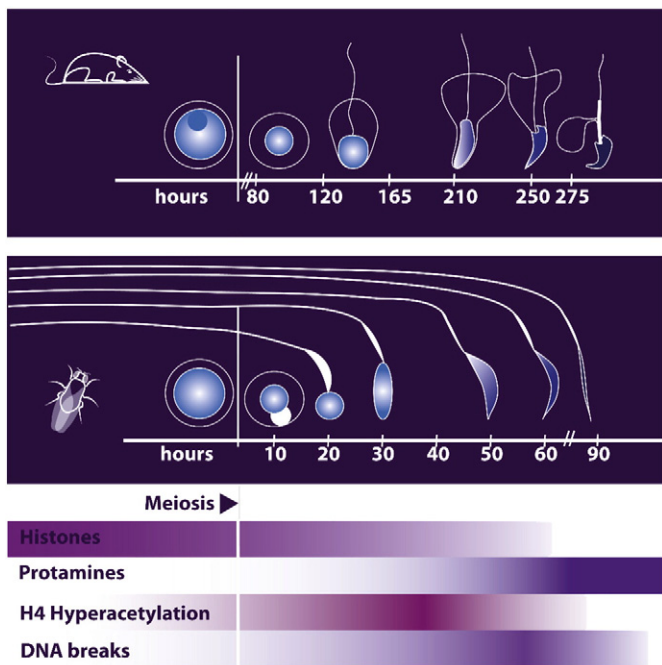 hours 80 120 165 210 250 275
hours 10 20 30 40 50 60 90
Meiosis
Histones
Protamines
H4 Hyperacetylation
DNA breaks